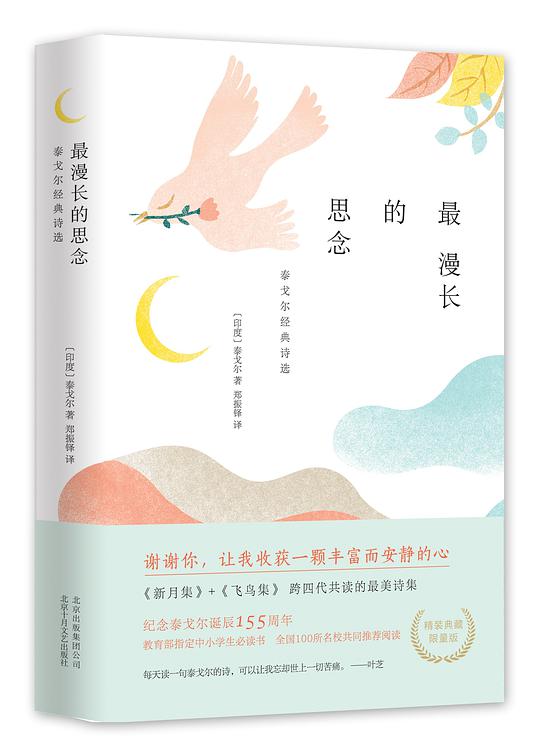 最漫长的思念
泰戈尔经典诗选
〔印度〕泰戈尔 著 郑振铎 译
北京出版集团公司
北京十月文艺出版社
最漫长
的
思念
泰戈尔经典诗选
〔印度〕泰戈尔 著 郑振铎 译
谢谢你，让我收获一颗丰富而安静的心
《新月集》+《飞鸟集》 跨四代共读的最美诗集
纪念泰戈尔诞辰155周年
教育部指定中小学生必读书 全国100所名校共同推荐阅读
每天读一句泰戈尔的诗，可以让我忘却世上一切苦痛。 ——叶芝
精装典藏
限量版